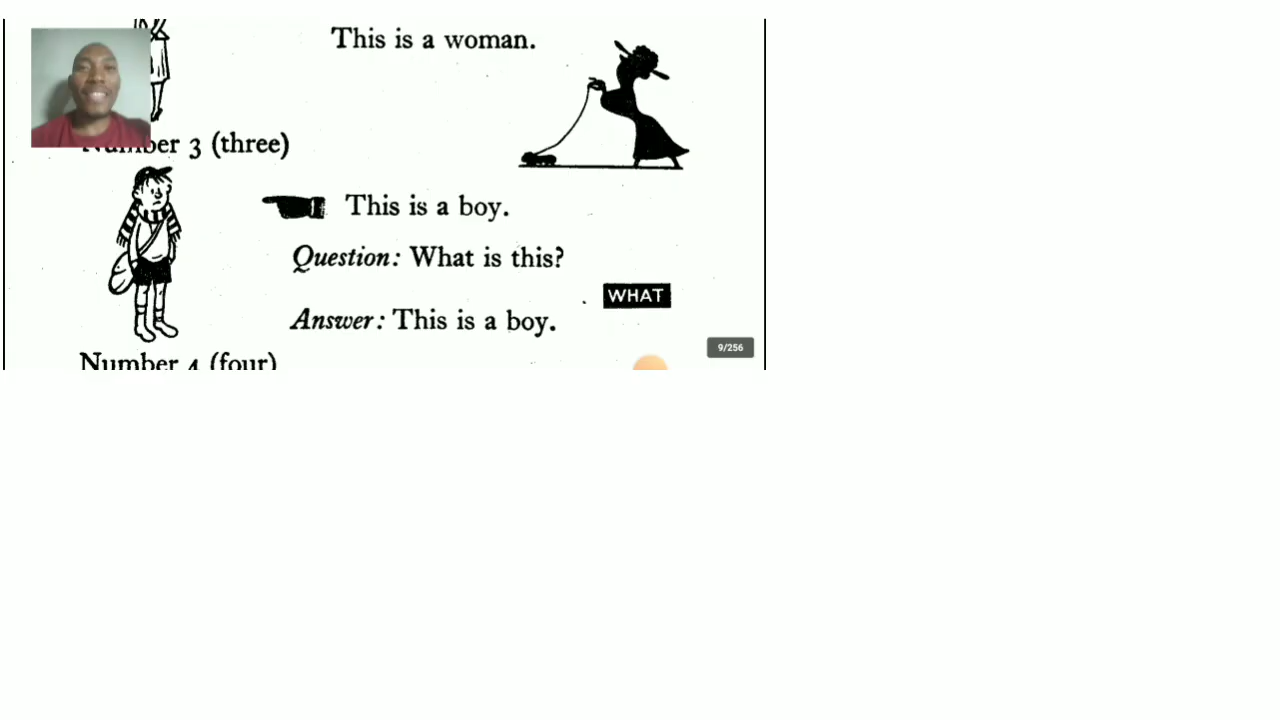 This is a woman.
Number 3 (three)
This is a boy.
Question: What is this?
WHAT
Answer: This is a boy.
9/256
Number 4 (four)